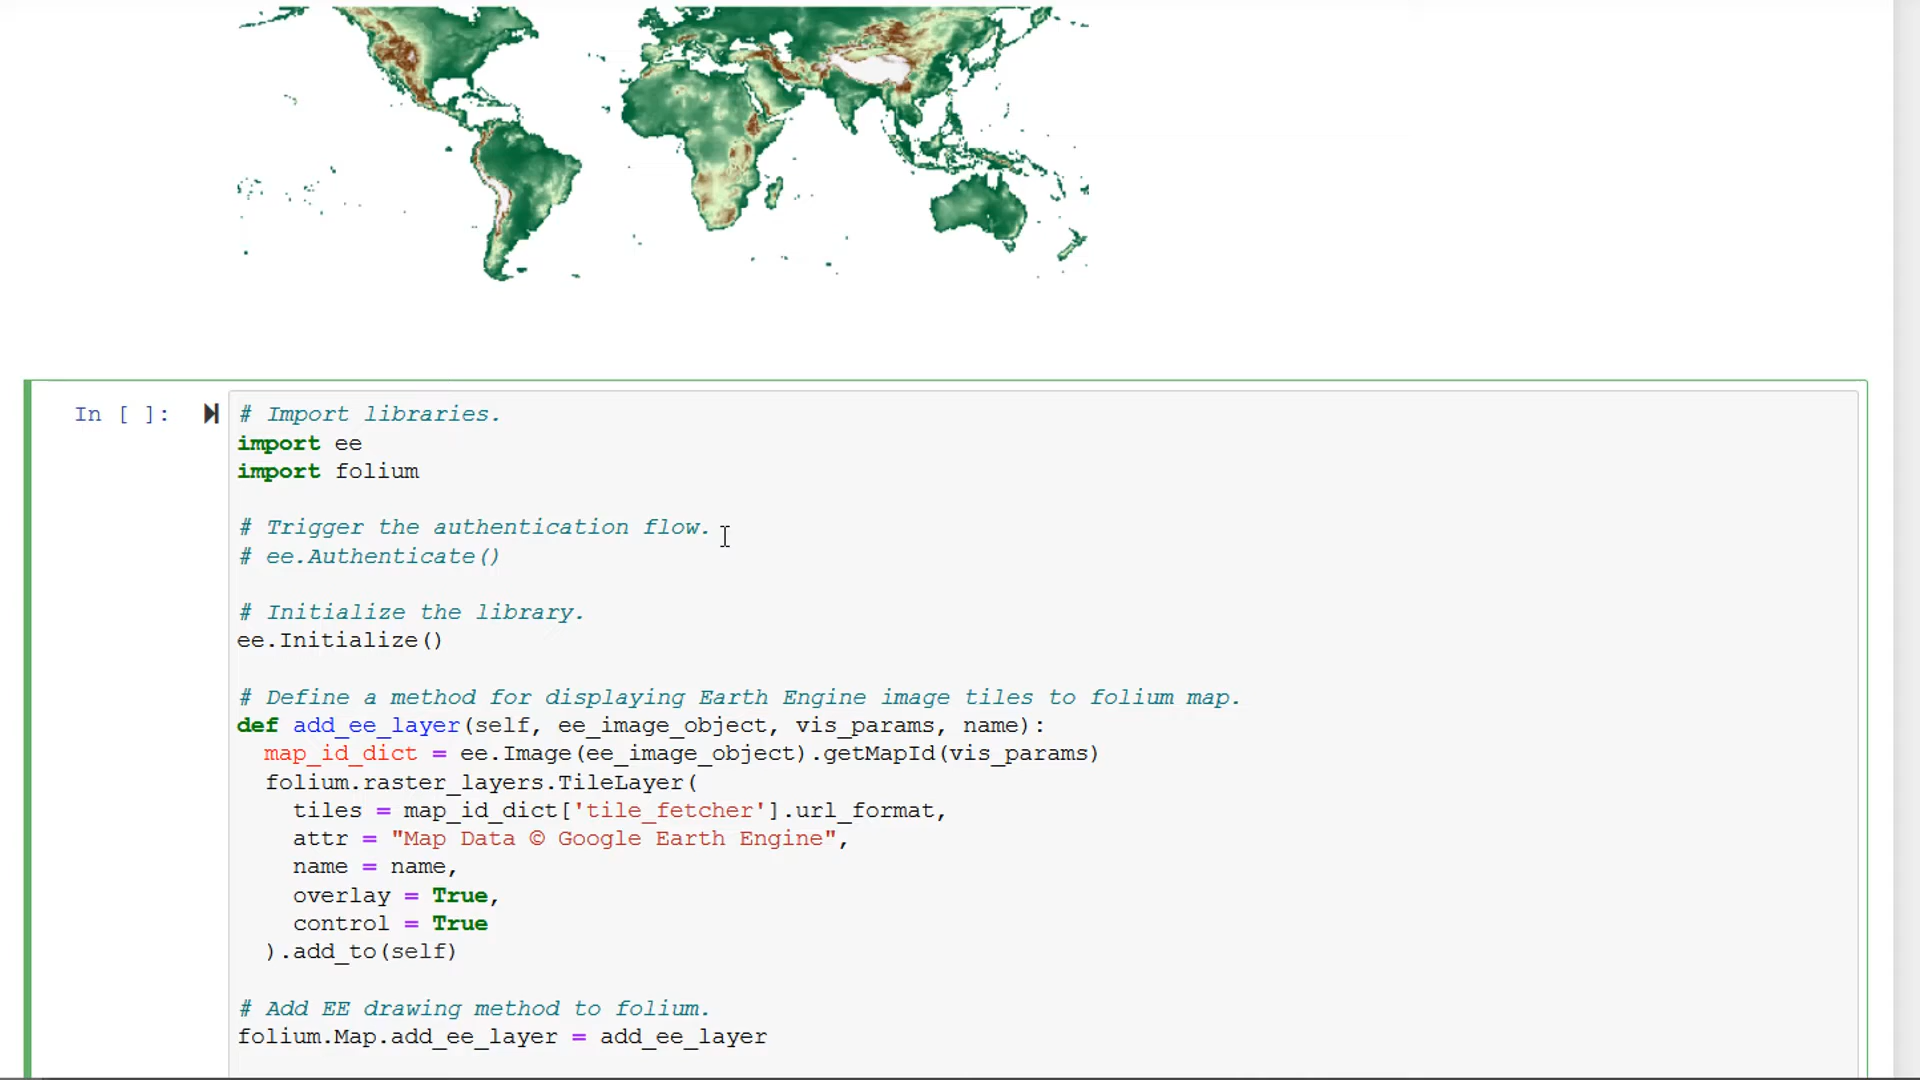 In [ ]:
# Import libraries.
import ee
import folium
# Trigger the authentication flow.
# ee.Authenticate()
# Initialize the library.
ee.Initialize()
# Define a method for displaying Earth Engine image tiles to folium map.
def add_ee_layer(self, ee_image_object, vis_params, name):
  map_id_dict = ee.Image(ee_image_object).getMapId(vis_params)
  folium.raster_layers.TileLayer(
    tiles = map_id_dict['tile_fetcher'].url_format,
    attr = "Map Data © Google Earth Engine",
    name = name,
    overlay = True,
    control = True
  ).add_to(self)
# Add EE drawing method to folium.
folium.Map.add_ee_layer = add_ee_layer